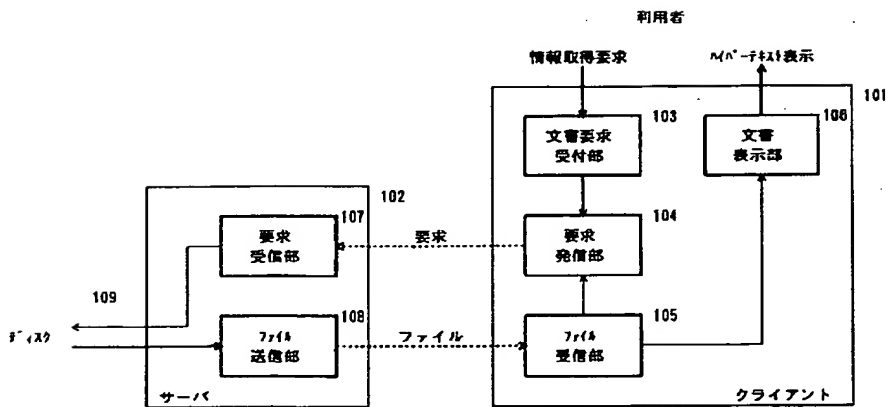 利用者
情報取得要求
ハイパーテキスト表示
101
103
文書要求
受付部
106
文書
表示部
102
107
要求
受信部
要求
104
要求
発信部
109
ディスク
108
ファイル
送信部
ファイル
105
ファイル
受信部
サーバ
クライアント